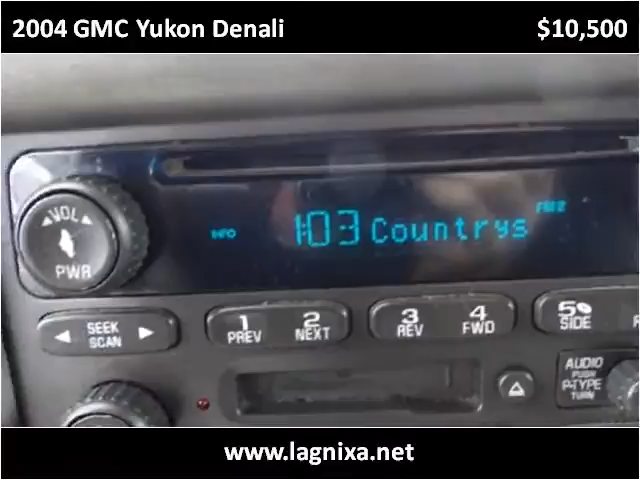 2004 GMC Yukon Denali $10,500
VOL
PWR
INFO 1:03 Countrys FM2
SEEK
SCAN
1 PREV 2 NEXT
3 REV 4 FWD
5 SIDE
AUDIO
PUSH
P-TYPE
TURN
www.lagnixa.net